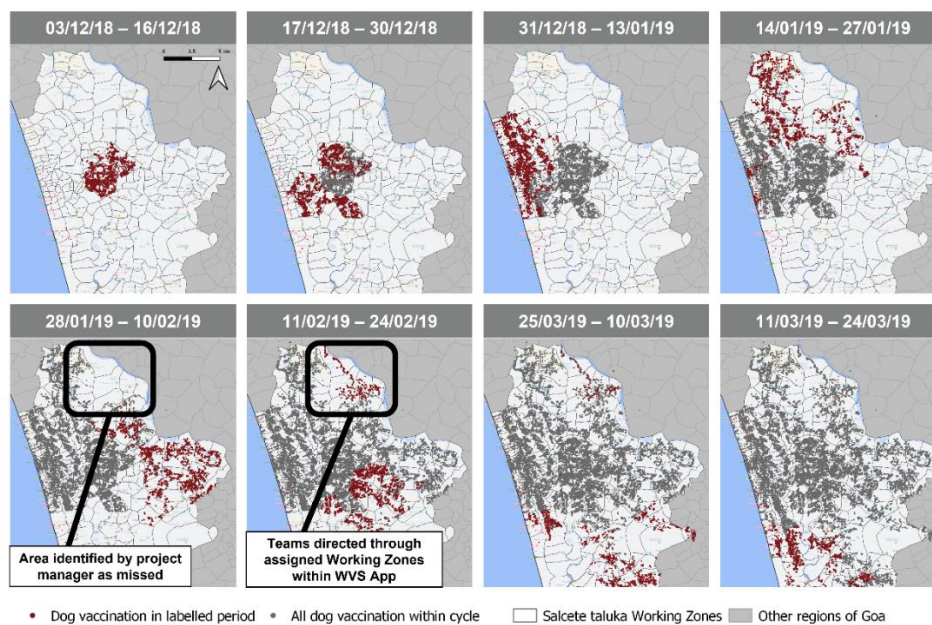 03/12/18 – 16/12/18
17/12/18 – 30/12/18
31/12/18 – 13/01/19
14/01/19 – 27/01/19
28/01/19 – 10/02/19
11/02/19 – 24/02/19
25/03/19 – 10/03/19
11/03/19 – 24/03/19
Area identified by project
manager as missed
Teams directed through
assigned Working Zones
within WVS App
Dog vaccination in labelled period
All dog vaccination within cycle
Salcete taluka Working Zones
Other regions of Goa